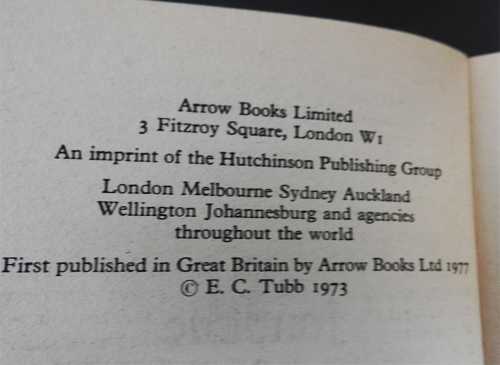 Arrow Books Limited
3 Fitzroy Square, London W1
An imprint of the Hutchinson Publishing Group
London Melbourne Sydney Auckland
Wellington Johannesburg and agencies
throughout the world
First published in Great Britain by Arrow Books Ltd 1977
© E. C. Tubb 1973